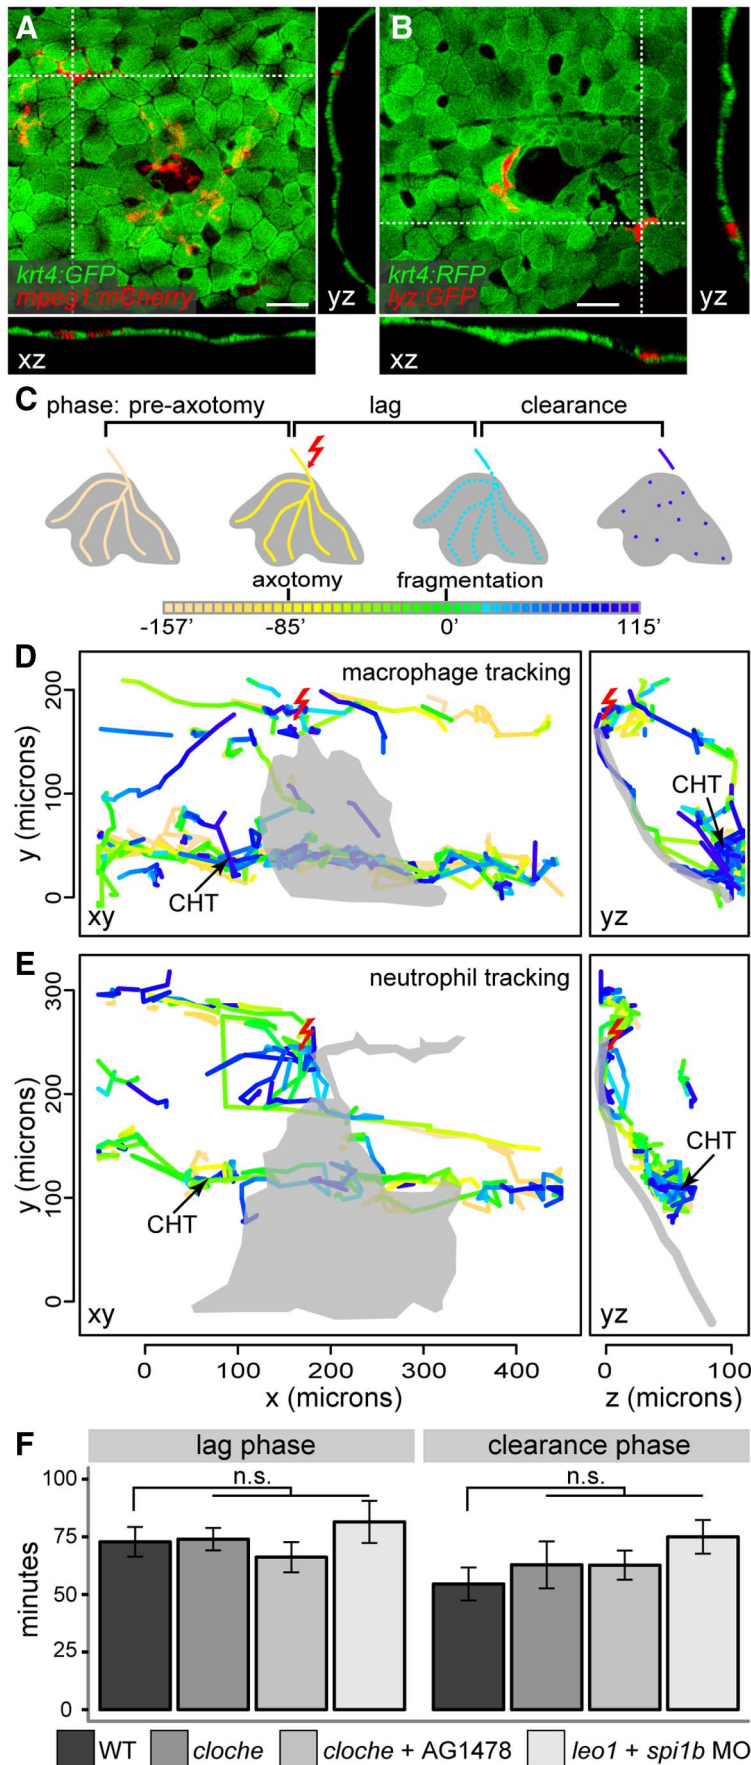 A
B
krt4:GFP
mpeg1:mCherry
yz
xz
krt4:RFP
lyz:GFP
yz
xz
C
phase: pre-axotomy
lag
clearance
axotomy
fragmentation
-157'
-85'
0'
115'
D
macrophage tracking
CHT
CHT
y (microns)
200
100
0
xy
yz
E
neutrophil tracking
CHT
CHT
y (microns)
300
200
100
0
xy
yz
0
100
200
300
400
x (microns)
0
100
z (microns)
F
lag phase
clearance phase
n.s.
n.s.
minutes
100
75
50
25
0
WT
cloche
cloche + AG1478
leo1 + spi1b MO